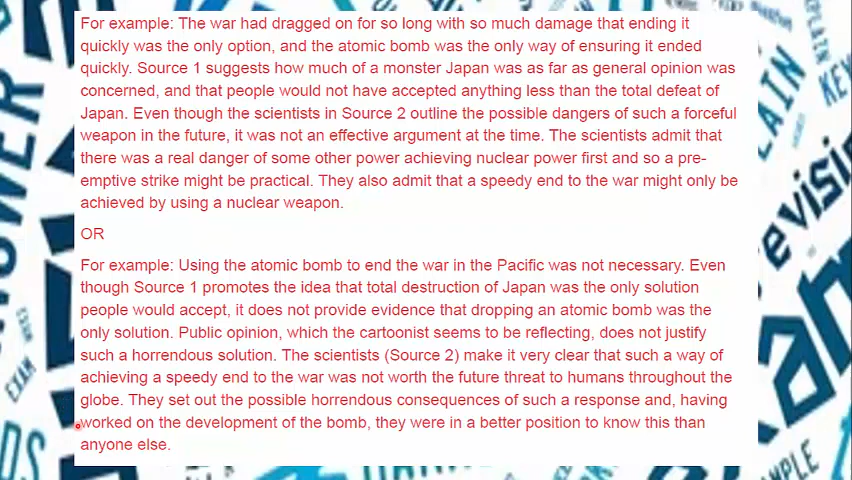 For example: The war had dragged on for so long with so much damage that ending it
quickly was the only option, and the atomic bomb was the only way of ensuring it ended
quickly. Source 1 suggests how much of a monster Japan was as far as general opinion was
concerned, and that people would not have accepted anything less than the total defeat of
Japan. Even though the scientists in Source 2 outline the possible dangers of such a forceful
weapon in the future, it was not an effective argument at the time. The scientists admit that
there was a real danger of some other power achieving nuclear power first and so a pre-
emptive strike might be practical. They also admit that a speedy end to the war might only be
achieved by using a nuclear weapon.
OR
For example: Using the atomic bomb to end the war in the Pacific was not necessary. Even
though Source 1 promotes the idea that total destruction of Japan was the only solution
people would accept, it does not provide evidence that dropping an atomic bomb was the
only solution. Public opinion, which the cartoonist seems to be reflecting, does not justify
such a horrendous solution. The scientists (Source 2) make it very clear that such a way of
achieving a speedy end to the war was not worth the future threat to humans throughout the
globe. They set out the possible horrendous consequences of such a response and, having
worked on the development of the bomb, they were in a better position to know this than
anyone else.